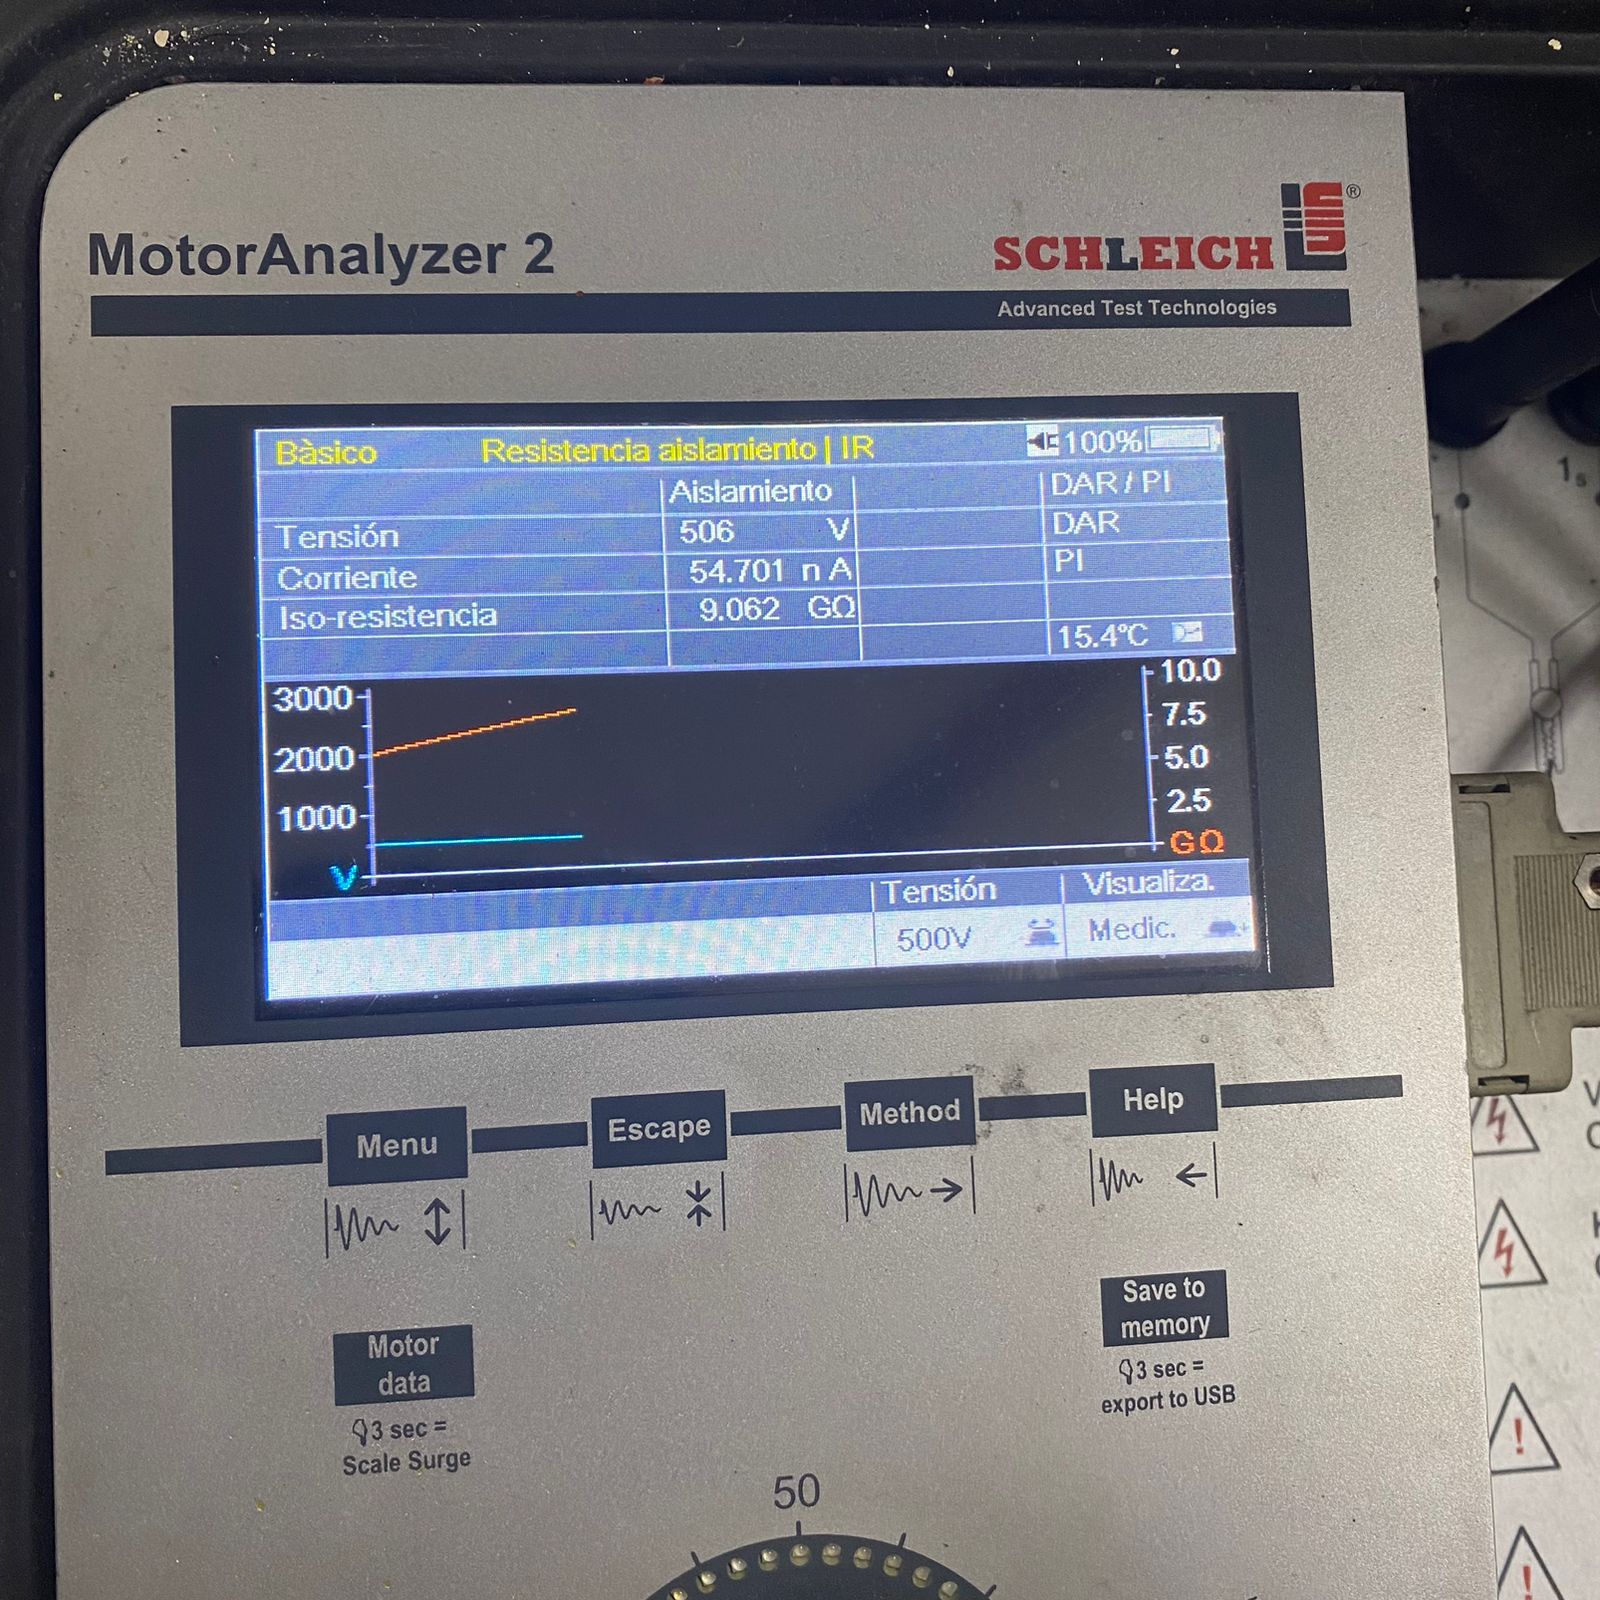 MotorAnalyzer 2
SCHLEICH ®
Advanced Test Technologies
Bàsico Resistencia aislamiento | IR 100%
Aislamiento DAR / PI
Tensión 506 V DAR
Corriente 54.701 n A PI
Iso-resistencia 9.062 GΩ
15.4°C
3000 10.0
7.5
2000 5.0
1000 2.5
V GΩ
Tensión Visualiza.
500V Medic.
Menu Escape Method Help
Motor data
3 sec =
Scale Surge
Save to memory
3 sec =
export to USB
50
1s